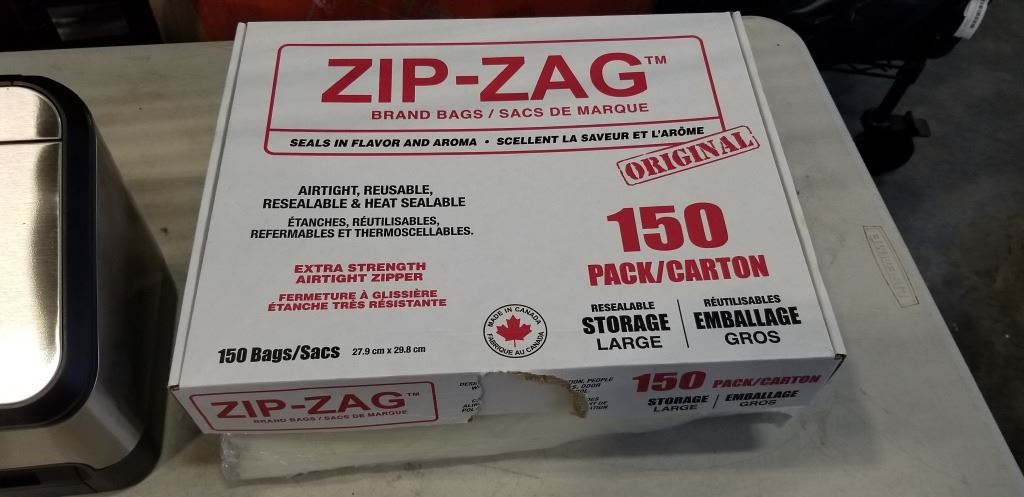 ZIP-ZAG™
BRAND BAGS / SACS DE MARQUE
SEALS IN FLAVOR AND AROMA • SCELLENT LA SAVEUR ET L'ARÔME
ORIGINAL
AIRTIGHT, REUSABLE,
RESEALABLE & HEAT SEALABLE
ÉTANCHES, RÉUTILISABLES,
REFERMABLES ET THERMOSCELLABLES.
EXTRA STRENGTH
AIRTIGHT ZIPPER
FERMETURE À GLISSIÈRE
ÉTANCHE TRÈS RÉSISTANTE
150
PACK/CARTON
RESEALABLE
STORAGE
LARGE
RÉUTILISABLES
EMBALLAGE
GROS
MADE IN CANADA
FABRIQUÉ AU CANADA
150 Bags/Sacs 27.9 cm x 29.8 cm
ZIP-ZAG™
BRAND BAGS / SACS DE MARQUE
PEOPLE
ODOR
150 PACK/CARTON
STORAGE
LARGE
EMBALLAGE
GROS